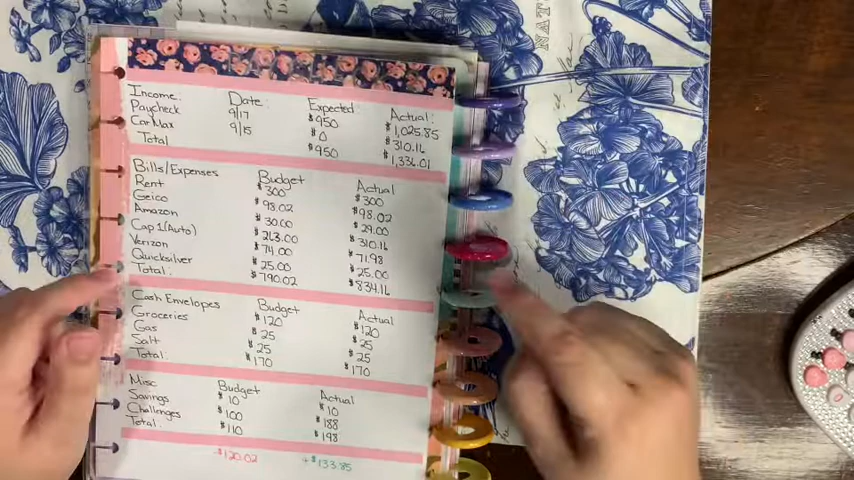 Income: Date: Expected: Actual:
Paycheck 9/17 $950 $1,025.85
CarMax 9/15 $0 $310.16
Total: $950 $1,336.01
Bills/Expenses Budget Actual
Rent $300 $300
Geico $98.02 $98.02
Amazon $30.00 $29.00
Cap 1 (Auto) $213.00 $310.16
Verizon $74.00 $71.98
Quicksilver $25.00 $25.00
Total: $790.02 $834.16
Cash Envelopes Budget Actual
Groceries $120 $120
Gas $25 $25
Salt $25 $25
Total: $170 $170
Misc Budget Actual
Savings $10 $10
Challenges $100 $188
Total: $110 $198
-$120.02 +$133.85
NAT